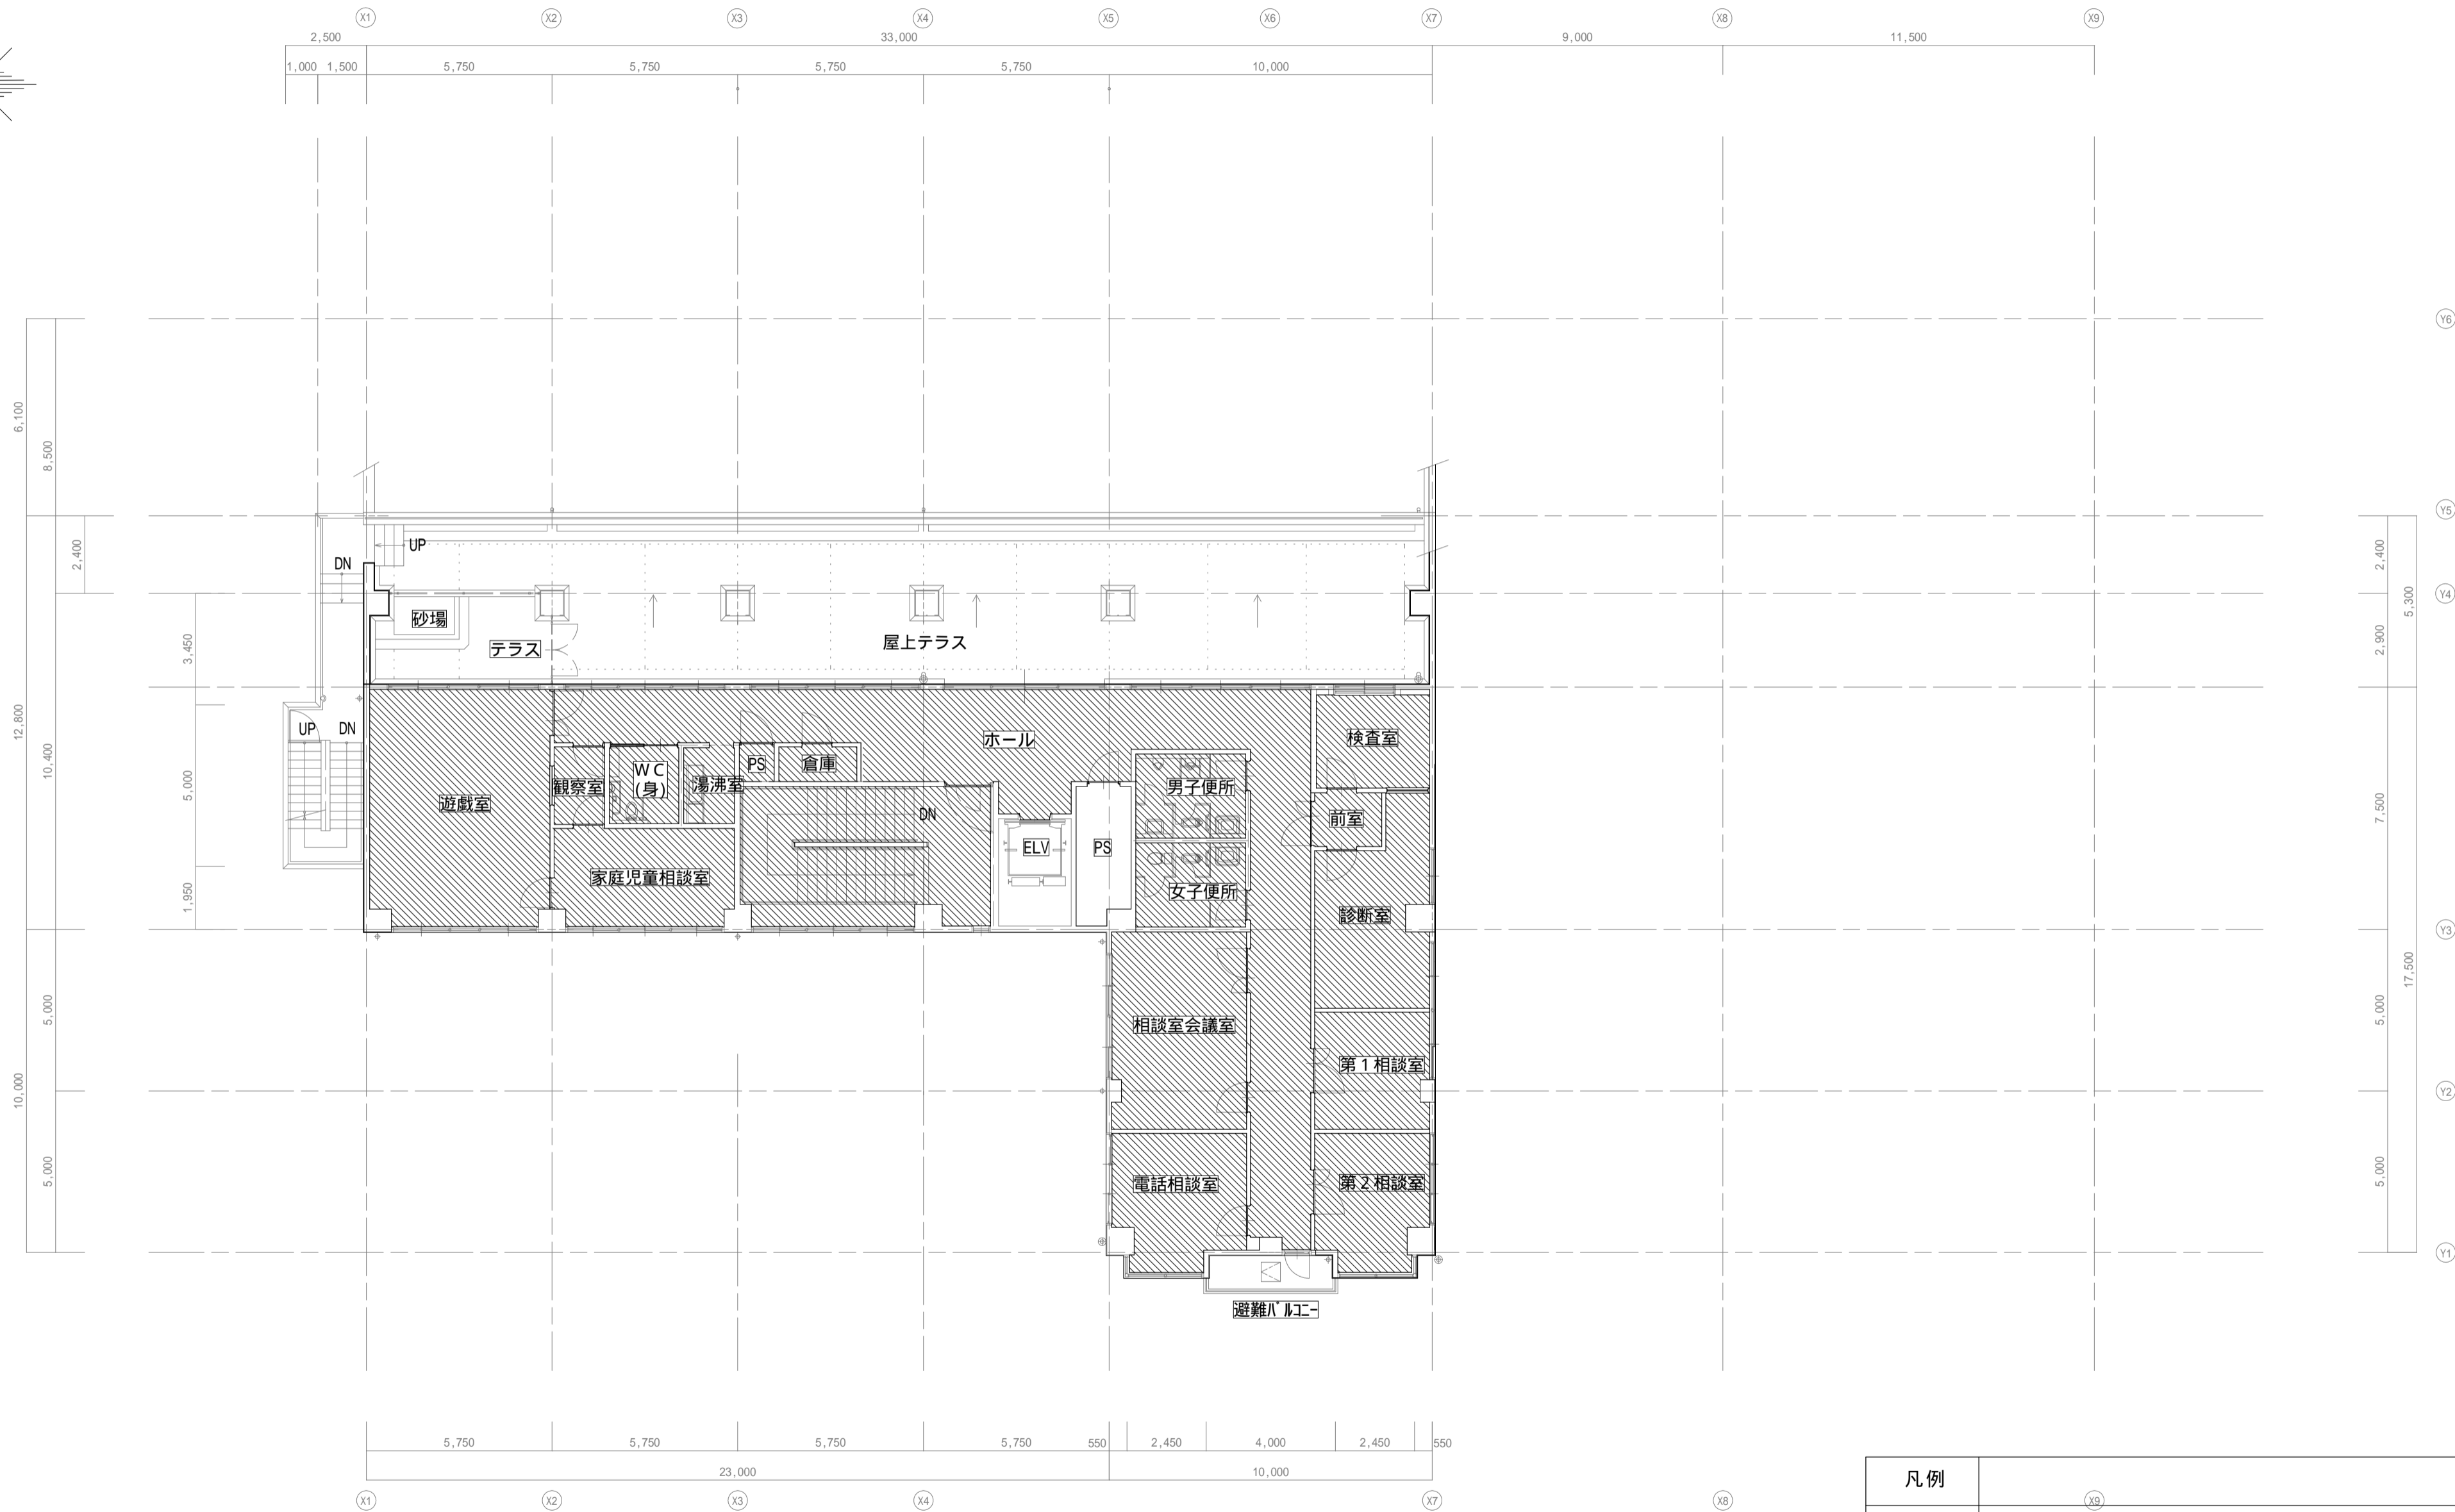 X1 X2 X3 X4 X5 X6 X7 X8 X9
2,500 33,000 9,000 11,500
1,000 1,500 5,750 5,750 5,750 5,750 10,000
Y6
6,100
8,500
Y5
2,400
2,400
UP
DN
Y4
5,300
砂場
テラス
屋上テラス
3,450
2,900
12,800
10,400
UP
DN
ホール
検査室
WC
(身)
PS
倉庫
観察室
湯沸室
男子便所
5,000
遊戯室
DN
前室
7,500
ELV
PS
家庭児童相談室
女子便所
1,950
診断室
Y3
17,500
5,000
相談室会議室
5,000
第1相談室
10,000
Y2
5,000
電話相談室
第2相談室
5,000
Y1
避難バルコニー
5,750 5,750 5,750 5,750 550 2,450 4,000 2,450 550
23,000 10,000
凡例
X1 X2 X3 X4 X7 X8 X9